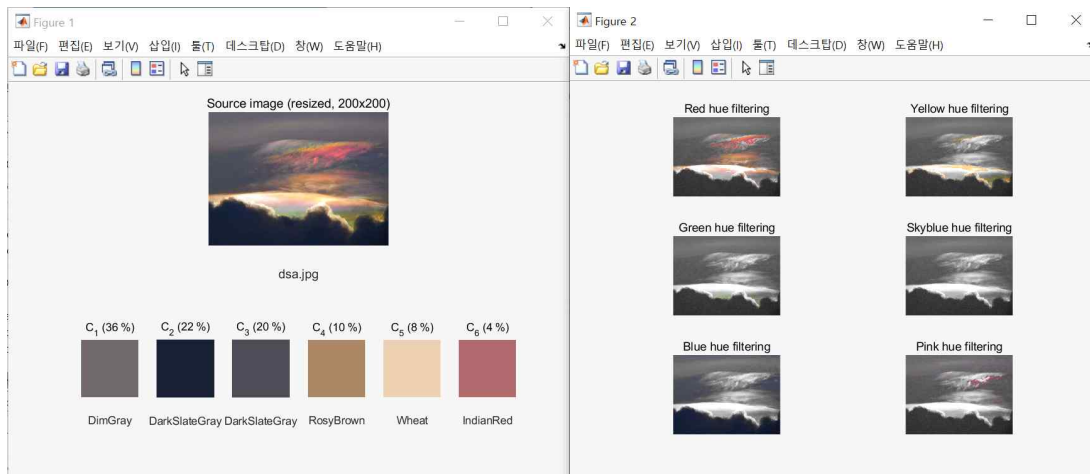 Figure 1
파일(F) 편집(E) 보기(V) 삽입(I) 툴(T) 데스크탑(D) 창(W) 도움말(H)
Source image (resized, 200x200)
dsa.jpg
C1 (36 %) C2 (22 %) C3 (20 %) C4 (10 %) C5 (8 %) C6 (4 %)
DimGray DarkSlateGray DarkSlateGray RosyBrown Wheat IndianRed
Figure 2
파일(F) 편집(E) 보기(V) 삽입(I) 툴(T) 데스크탑(D) 창(W) 도움말(H)
Red hue filtering Yellow hue filtering
Green hue filtering Skyblue hue filtering
Blue hue filtering Pink hue filtering